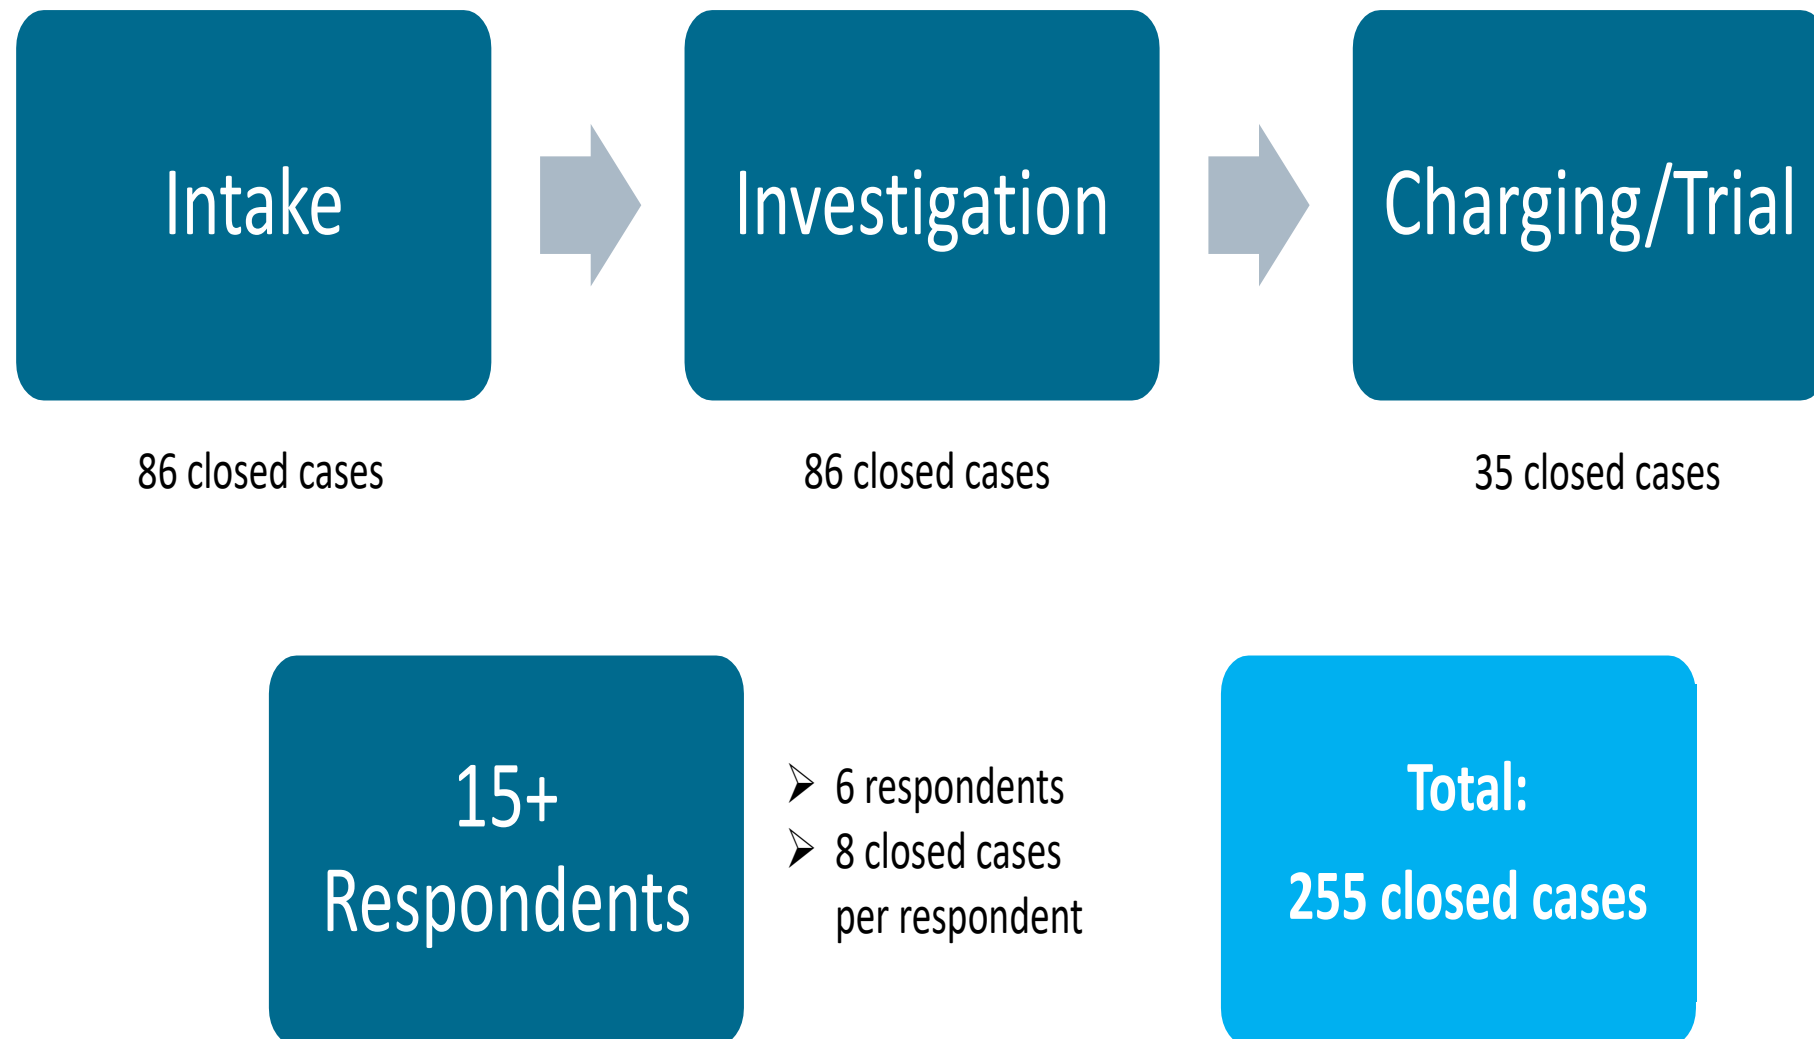 Intake
Investigation
Charging/Trial
86 closed cases
86 closed cases
35 closed cases
15+
Respondents
➢ 6 respondents
➢ 8 closed cases
per respondent
Total:
255 closed cases